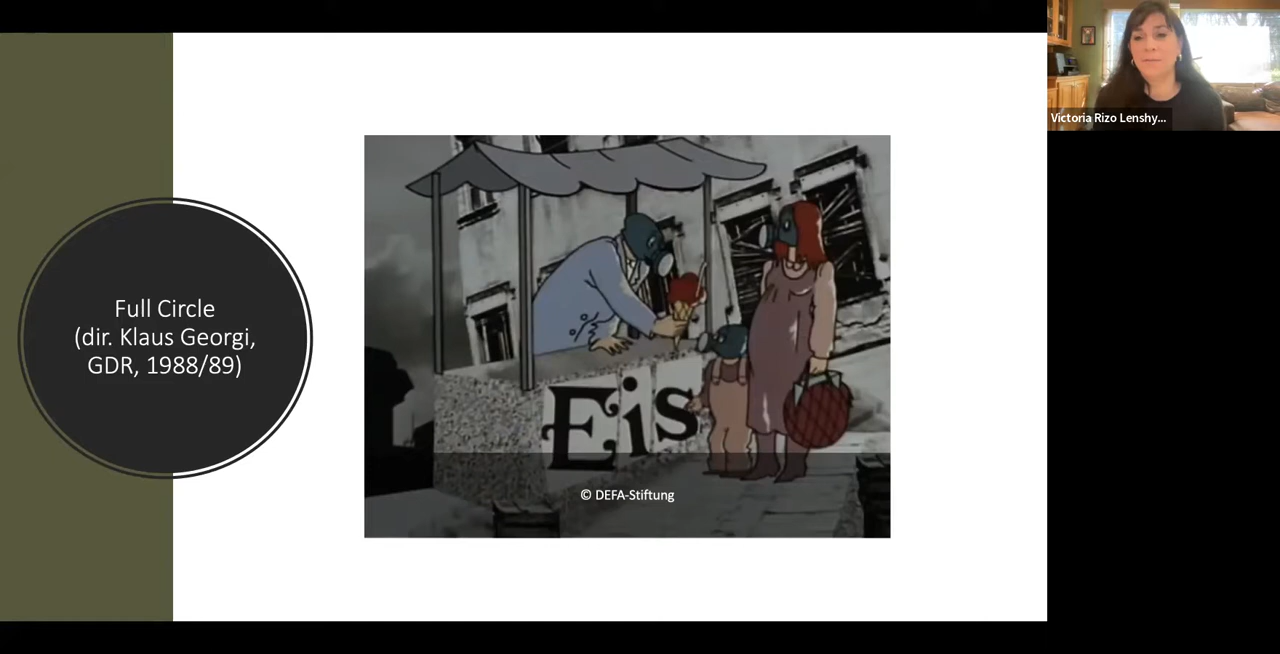 Full Circle
(dir. Klaus Georgi,
GDR, 1988/89)
Eis
© DEFA-Stiftung
Victoria Rizo Lenshy...